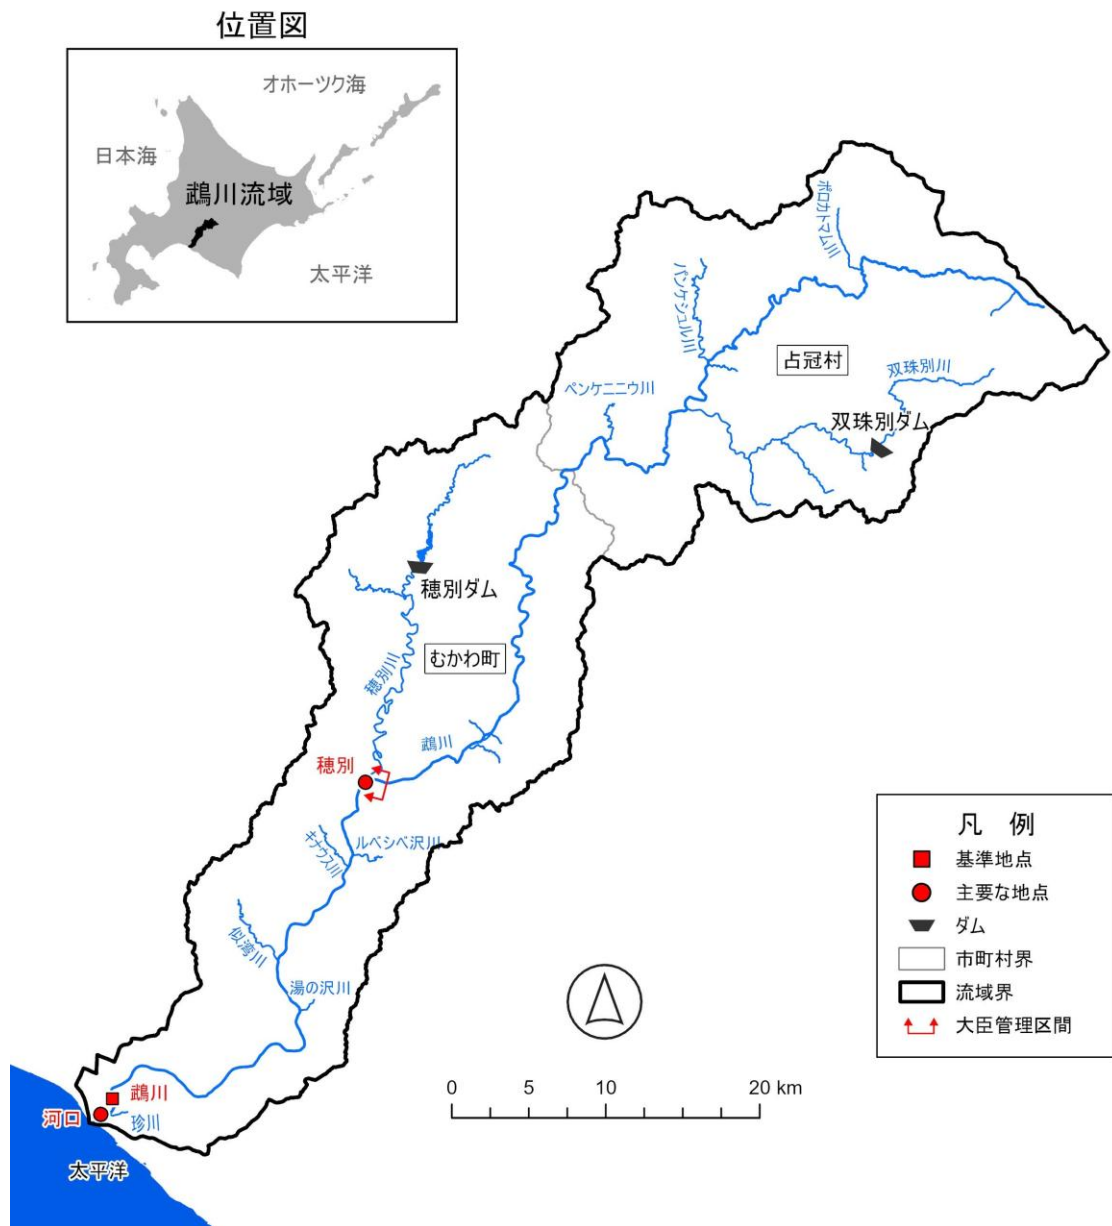 位置図
オホーツク海
日本海
鵡川流域
太平洋
ポロカトマム川
パンケシュル川
占冠村
双珠別川
ペンケニニウ川
双珠別ダム
穂別ダム
むかわ町
穂別川
鵡川
穂別
キナウス川
ルベシベ沢川
似湾川
湯の沢川
鵡川
河口
珍川
太平洋
0 5 10 20 km
凡 例
基準地点
主要な地点
ダム
市町村界
流域界
大臣管理区間